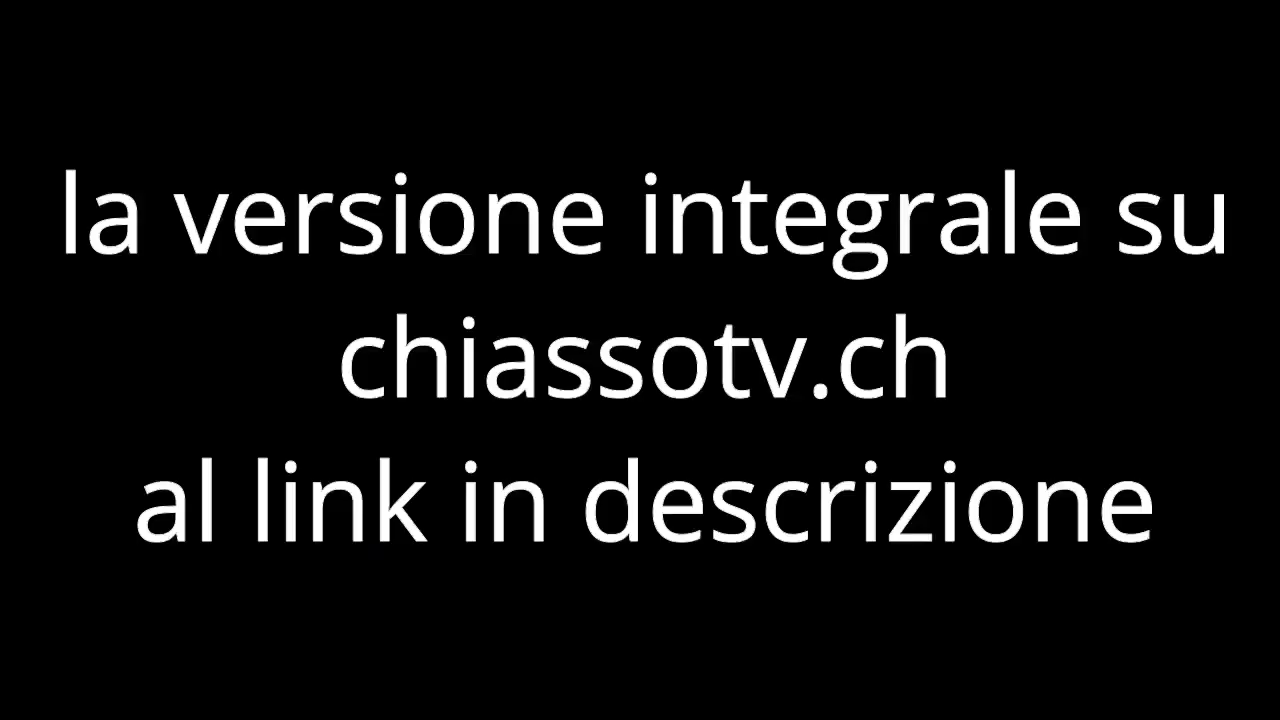 la versione integrale su
chiassotv.ch
al link in descrizione